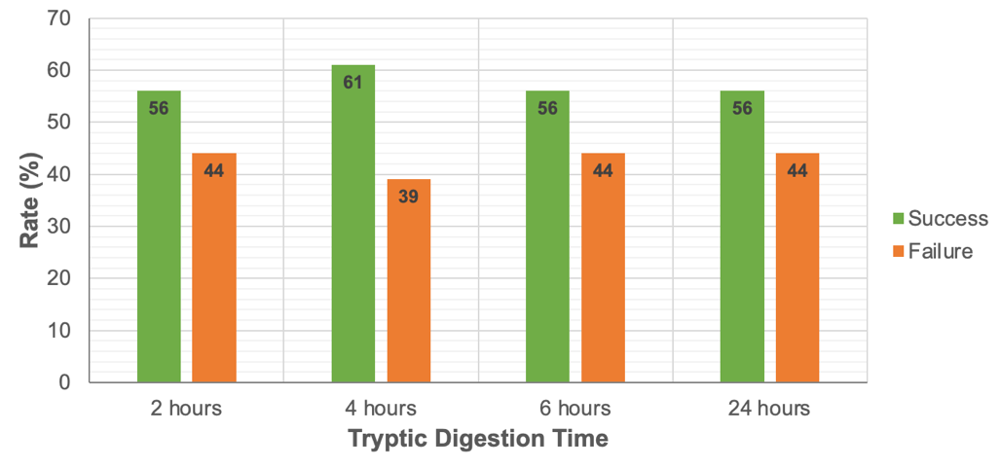 70
60
50
40
30
20
10
0
Rate (%)
56
44
61
39
56
44
56
44
2 hours
4 hours
6 hours
24 hours
Tryptic Digestion Time
Success
Failure